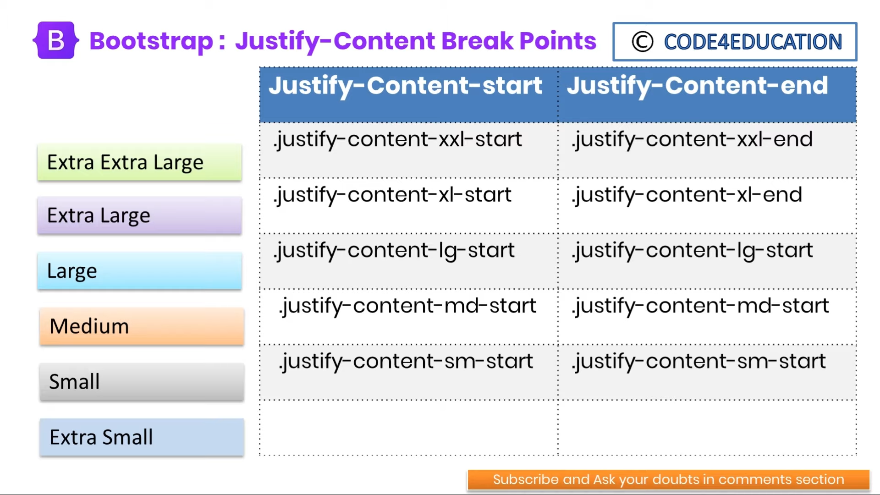 B Bootstrap : Justify-Content Break Points
© CODE4EDUCATION
Justify-Content-start Justify-Content-end
Extra Extra Large .justify-content-xxl-start .justify-content-xxl-end
Extra Large .justify-content-xl-start .justify-content-xl-end
Large .justify-content-lg-start .justify-content-lg-start
Medium .justify-content-md-start .justify-content-md-start
Small .justify-content-sm-start .justify-content-sm-start
Extra Small
Subscribe and Ask your doubts in comments section